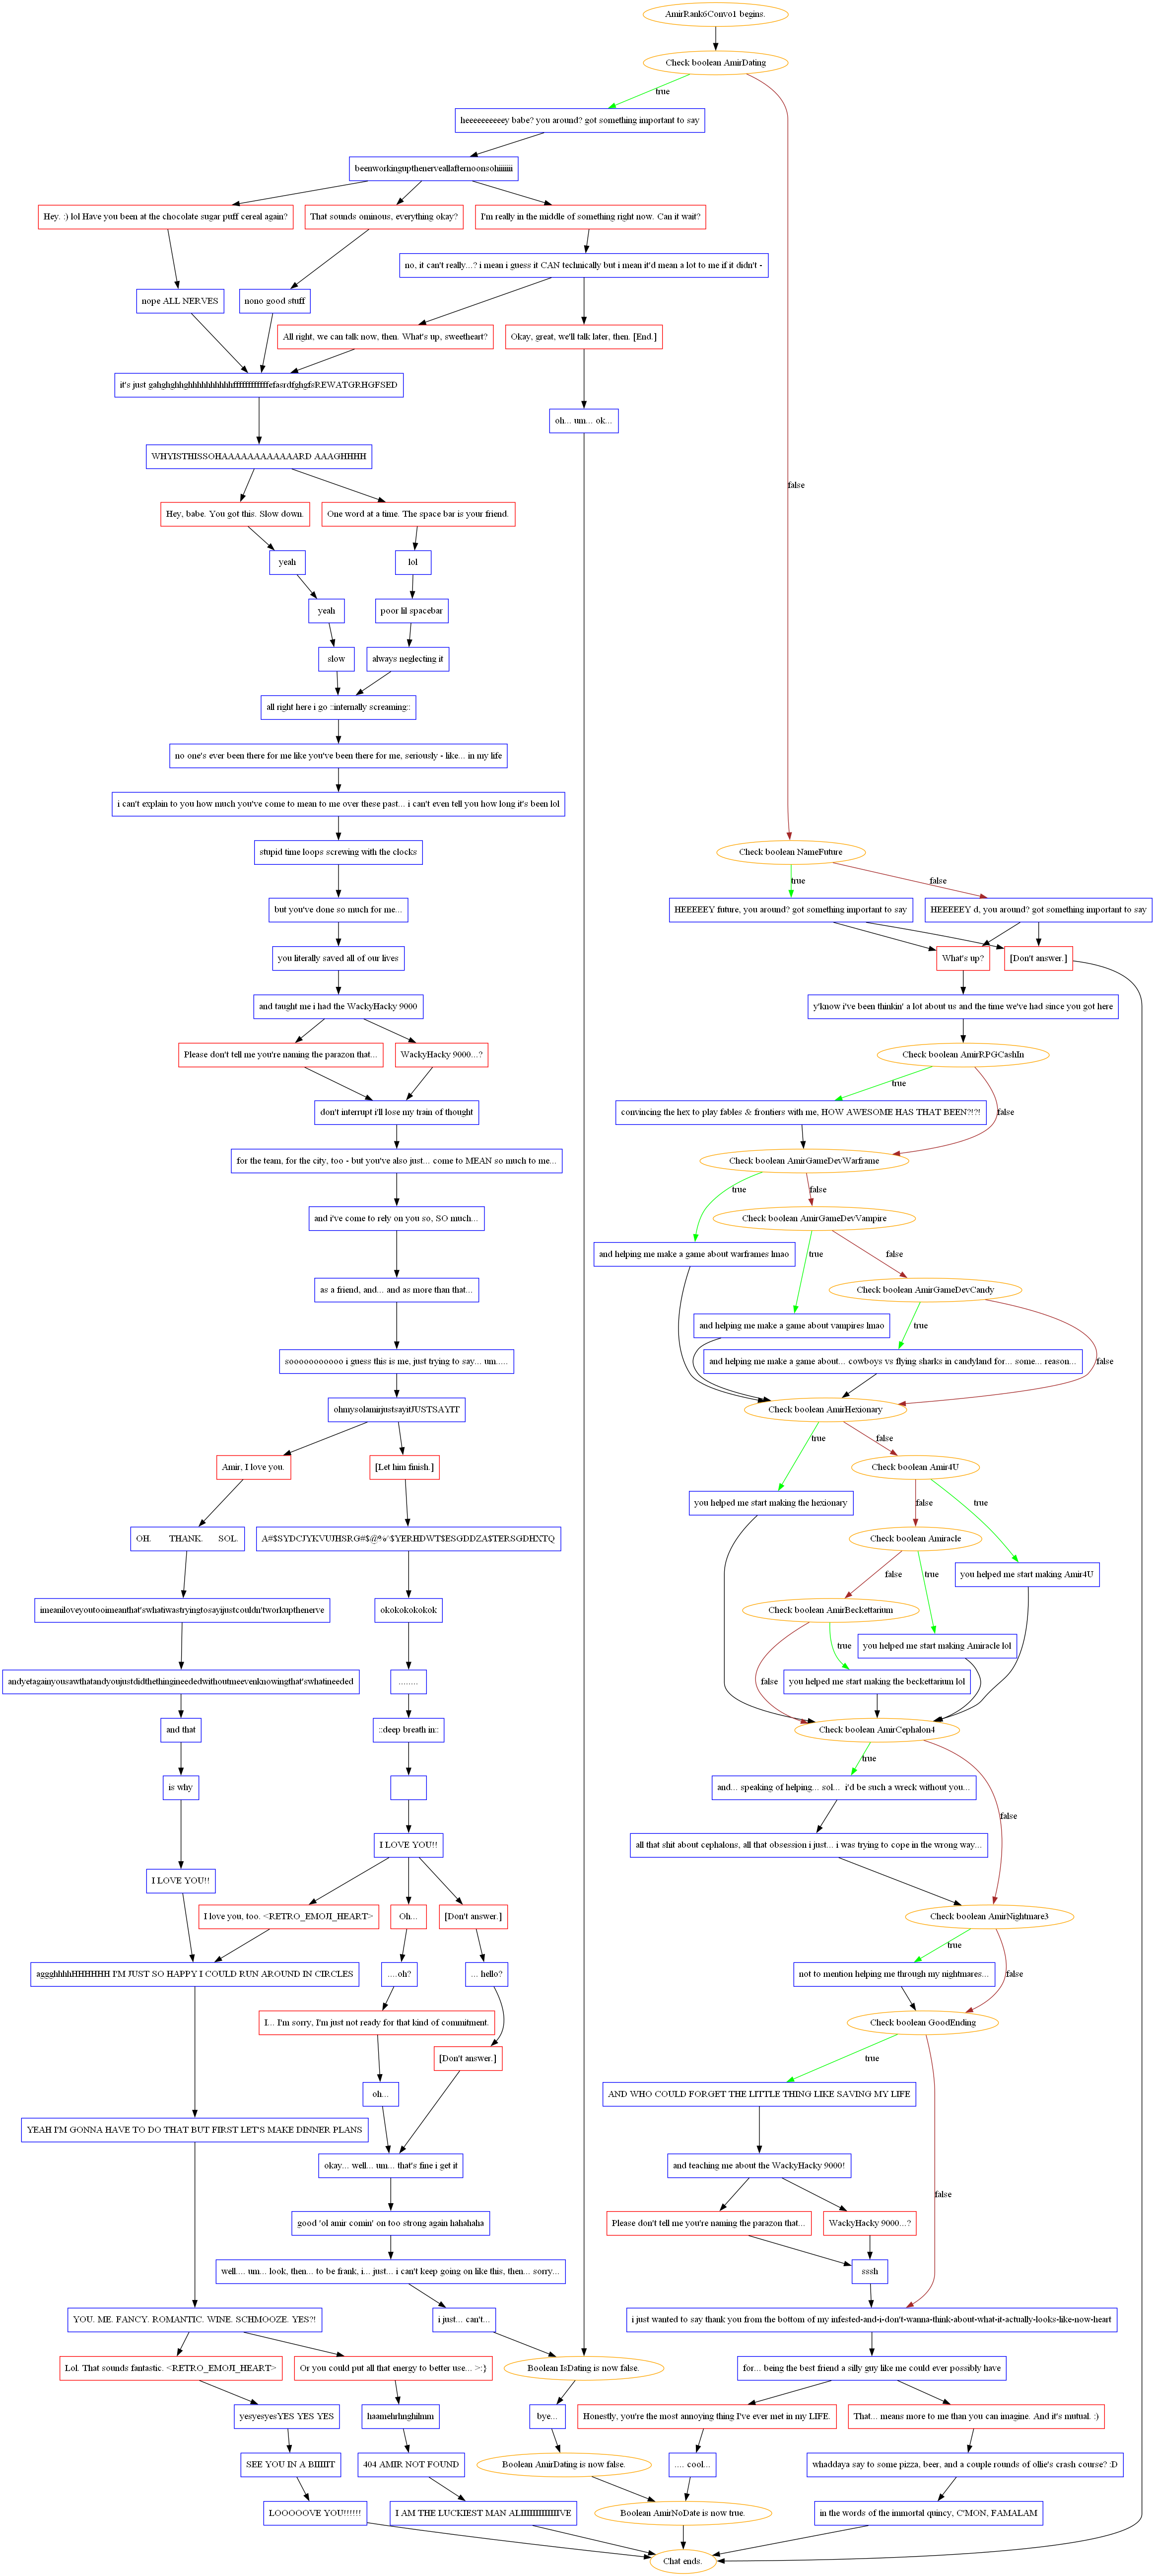 AmirRank6Convo1 begins.
Check boolean AmirDating
true
heeeeeeeeeey babe? you around? got something important to say
beenworkingupthenerveallafternoonsohiiiiiiii
Hey. :) lol Have you been at the chocolate sugar puff cereal again?
That sounds ominous, everything okay?
I'm really in the middle of something right now. Can it wait?
no, it can't really...? i mean i guess it CAN technically but i mean it'd mean a lot to me if it didn't -
nope ALL NERVES
nono good stuff
All right, we can talk now, then. What's up, sweetheart?
Okay, great, we'll talk later, then. [End.]
oh... um... ok...
WHYISTHISSOHAAAAAAAAAAAARD AAAGHHHH
false
Hey, babe. You got this. Slow down.
One word at a time. The space bar is your friend.
yeah
lol
yeah
poor lil spacebar
slow
always neglecting it
all right here i go ::internally screaming::
no one's ever been there for me like you've been there for me, seriously - like... in my life
i can't explain to you how much you've come to mean to me over these past... i can't even tell you how long it's been lol
stupid time loops screwing with the clocks
Check boolean NameFuture
true
false
but you've done so much for me...
HEEEEEY future, you around? got something important to say
HEEEEEY d, you around? got something important to say
you literally saved all of our lives
What's up?
[Don't answer.]
and taught me i had the WackyHacky 9000
y'know i've been thinkin' a lot about us and the time we've had since you got here
Please don't tell me you're naming the parazon that...
WackyHacky 9000...?
Check boolean AmirRPGCashIn
true
false
don't interrupt i'll lose my train of thought
convincing the hex to play fables & frontiers with me, HOW AWESOME HAS THAT BEEN?!?!
for the team, for the city, too - but you've also just... come to MEAN so much to me...
Check boolean AmirGameDevWarframe
true
false
and i've come to rely on you so, SO much...
Check boolean AmirGameDevVampire
and helping me make a game about warframes lmao
true
false
as a friend, and... and as more than that...
Check boolean AmirGameDevCandy
and helping me make a game about vampires lmao
true
false
sooooooooooo i guess this is me, just trying to say... um.....
and helping me make a game about... cowboys vs flying sharks in candyland for... some... reason...
ohmysolamirjustsayitJUSTSAYIT
Check boolean AmirHexionary
true
false
Amir, I love you.
[Let him finish.]
Check boolean Amir4U
you helped me start making the hexionary
false
true
OH. THANK. SOL.
Check boolean Amiracle
false
true
you helped me start making Amir4U
imeaniloveyoutooimeanthat'swhatiwastryingtosayijustcouldn'tworkupthenerve
okokokokokok
Check boolean AmirBeckettarium
true
false
you helped me start making Amiracle lol
andyetagainyousawthatandyoujustdidthethingineededwithoutmeevenknowingthat'swhatineeded
........
you helped me start making the beckettarium lol
and that
::deep breath in::
Check boolean AmirCephalon4
true
false
is why
and... speaking of helping... sol... i'd be such a wreck without you...
I LOVE YOU!!
all that shit about cephalons, all that obsession i just... i was trying to cope in the wrong way...
I LOVE YOU!!
I love you, too. <RETRO_EMOJI_HEART>
Oh...
[Don't answer.]
Check boolean AmirNightmare3
true
false
aggghhhhHHHHHH I'M JUST SO HAPPY I COULD RUN AROUND IN CIRCLES
....oh?
... hello?
not to mention helping me through my nightmares...
I... I'm sorry, I'm just not ready for that kind of commitment.
Check boolean GoodEnding
[Don't answer.]
true
false
oh...
AND WHO COULD FORGET THE LITTLE THING LIKE SAVING MY LIFE
YEAH I'M GONNA HAVE TO DO THAT BUT FIRST LET'S MAKE DINNER PLANS
okay... well... um... that's fine i get it
and teaching me about the WackyHacky 9000!
good 'ol amir comin' on too strong again hahahaha
Please don't tell me you're naming the parazon that...
WackyHacky 9000...?
well.... um... look, then... to be frank, i... just... i can't keep going on like this, then... sorry...
sssh
YOU. ME. FANCY. ROMANTIC. WINE. SCHMOOZE. YES?!
i just... can't...
i just wanted to say thank you from the bottom of my infested-and-i-don't-wanna-think-about-what-it-actually-looks-like-now-heart
Lol. That sounds fantastic. <RETRO_EMOJI_HEART>
Or you could put all that energy to better use... >:}
Boolean IsDating is now false.
for... being the best friend a silly guy like me could ever possibly have
yesyesyesYES YES YES
haamehrhnghilmm
bye...
Honestly, you're the most annoying thing I've ever met in my LIFE.
That... means more to me than you can imagine. And it's mutual. :)
SEE YOU IN A BIIIIIT
404 AMIR NOT FOUND
Boolean AmirDating is now false.
.... cool...
whaddaya say to some pizza, beer, and a couple rounds of ollie's crash course? :D
LOOOOOVE YOU!!!!!!
I AM THE LUCKIEST MAN ALIIIIIIIIIIIIIIVE
Boolean AmirNoDate is now true.
in the words of the immortal quincy, C'MON, FAMALAM
Chat ends.